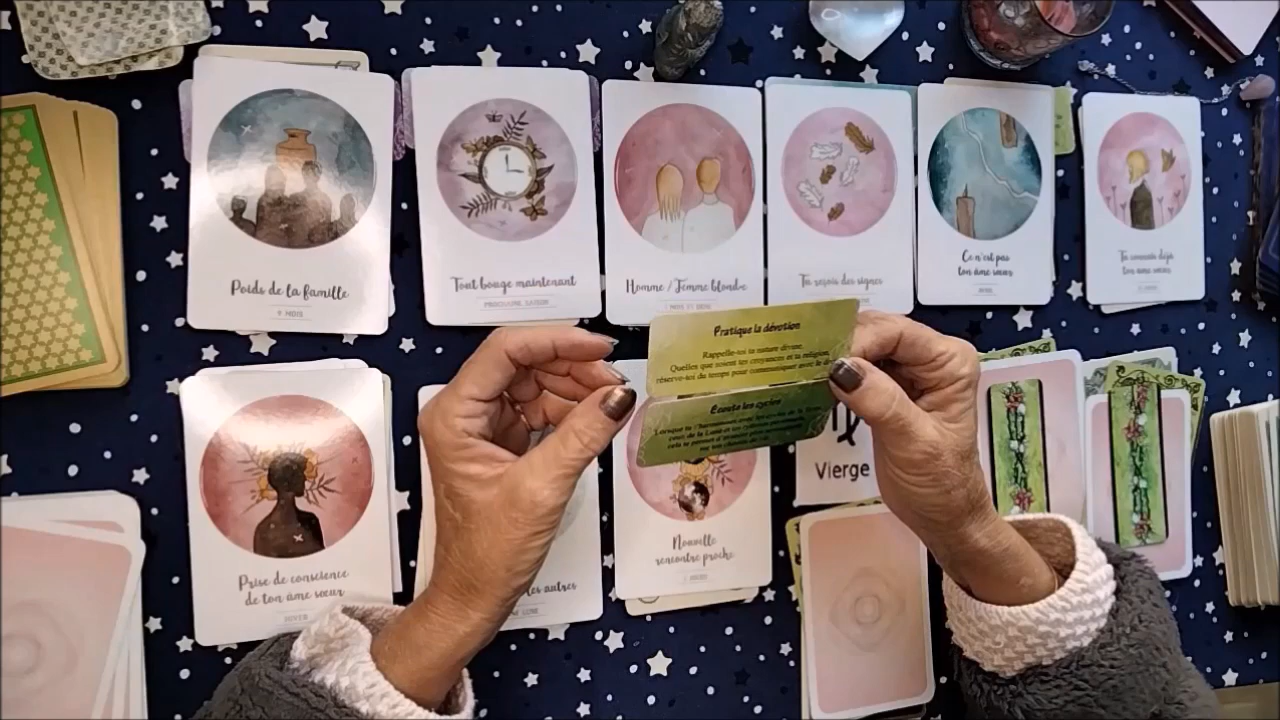 Poids de la famille
9 MOIS
Tout bouge maintenant
PROCHAINE SAISON
Homme / Femme blonde
Tu reçois des signes
Ce n'est pas
ton âme sœur
Tu connais déjà
ton âme sœur
Pratique la dévotion
Rappelle-toi ta nature divine.
Quelles que soient tes croyances et ta religion,
réserve-toi du temps pour communiquer avec le
Écoute les cycles
Vierge
Nouvelle
rencontre proche
Prise de conscience
de ton âme sœur
HIVER
les autres